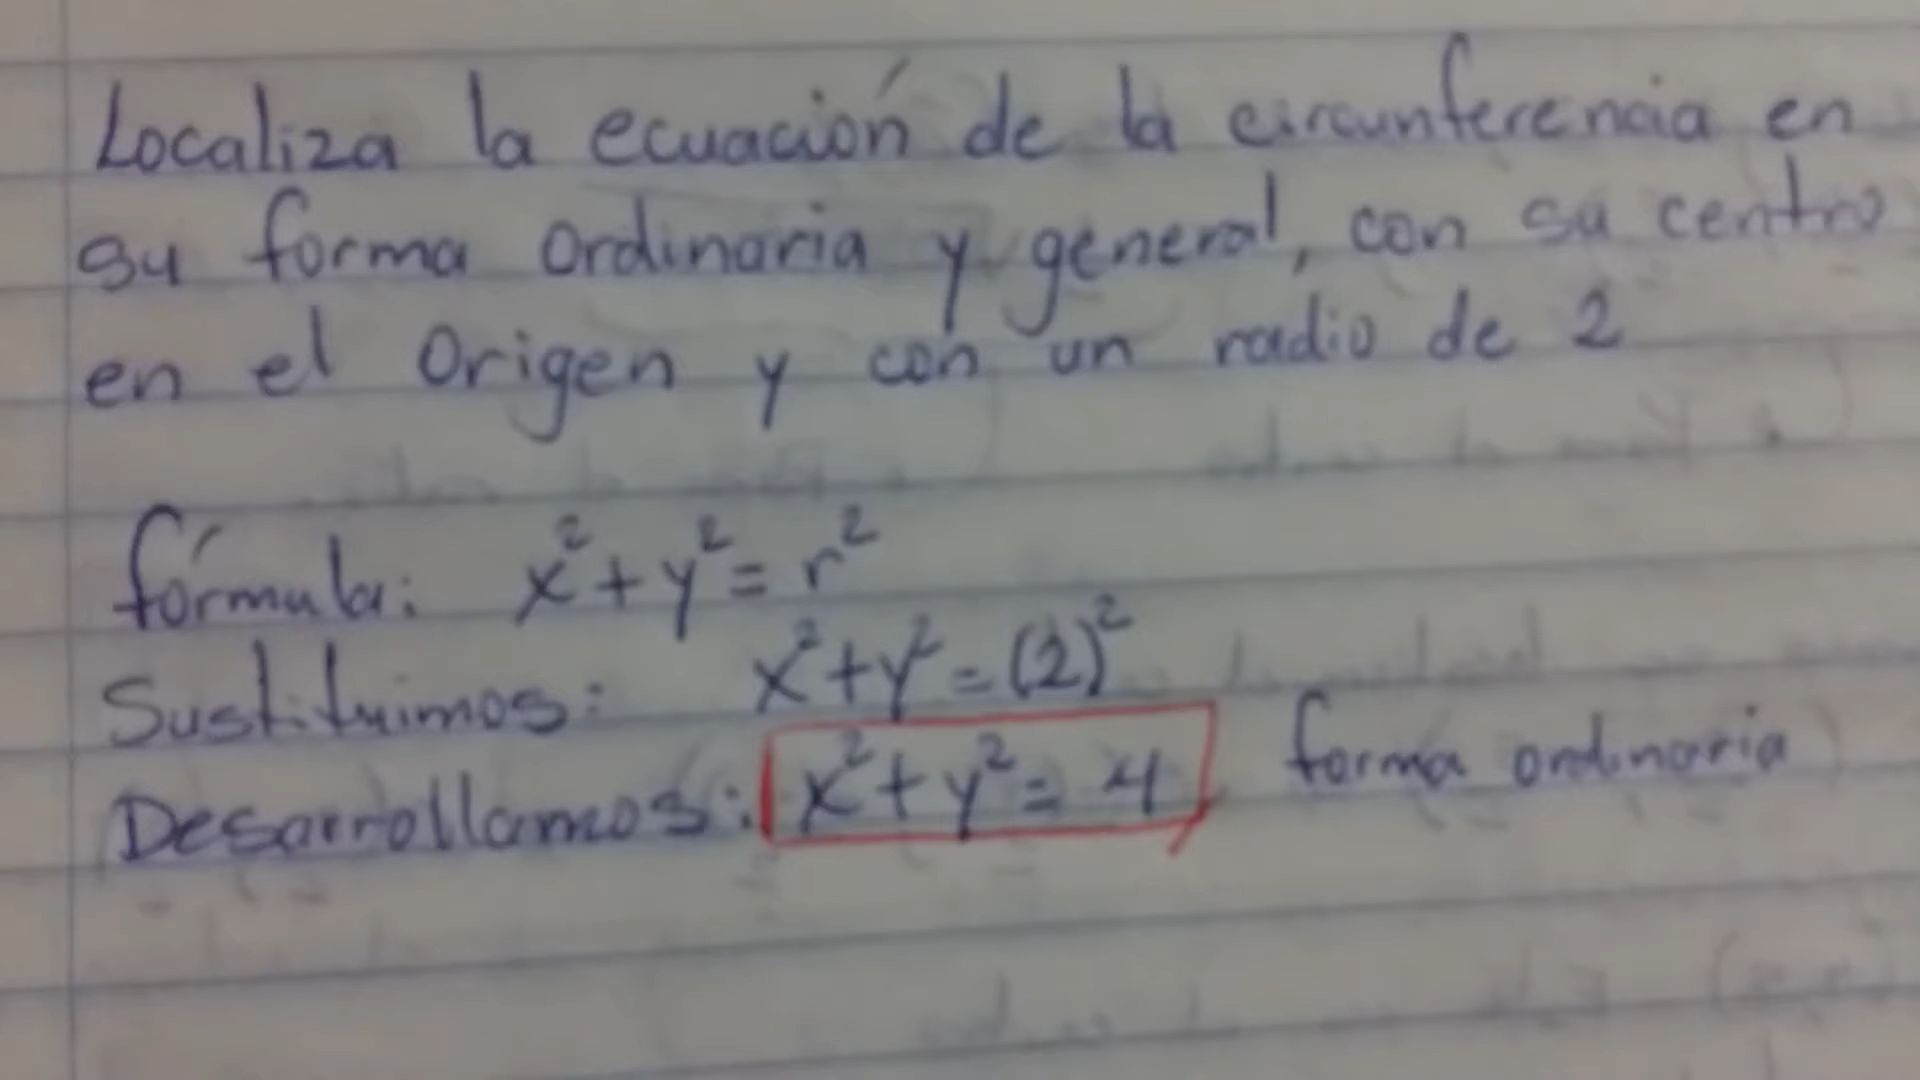 Localiza la ecuación de la circunferencia en
su forma ordinaria y general, con su centro
en el Origen y con un radio de 2
fórmula: x²+y²=r²
Sustituimos: x²+y²=(2)²
Desarrollamos: x²+y²=4 forma ordinaria